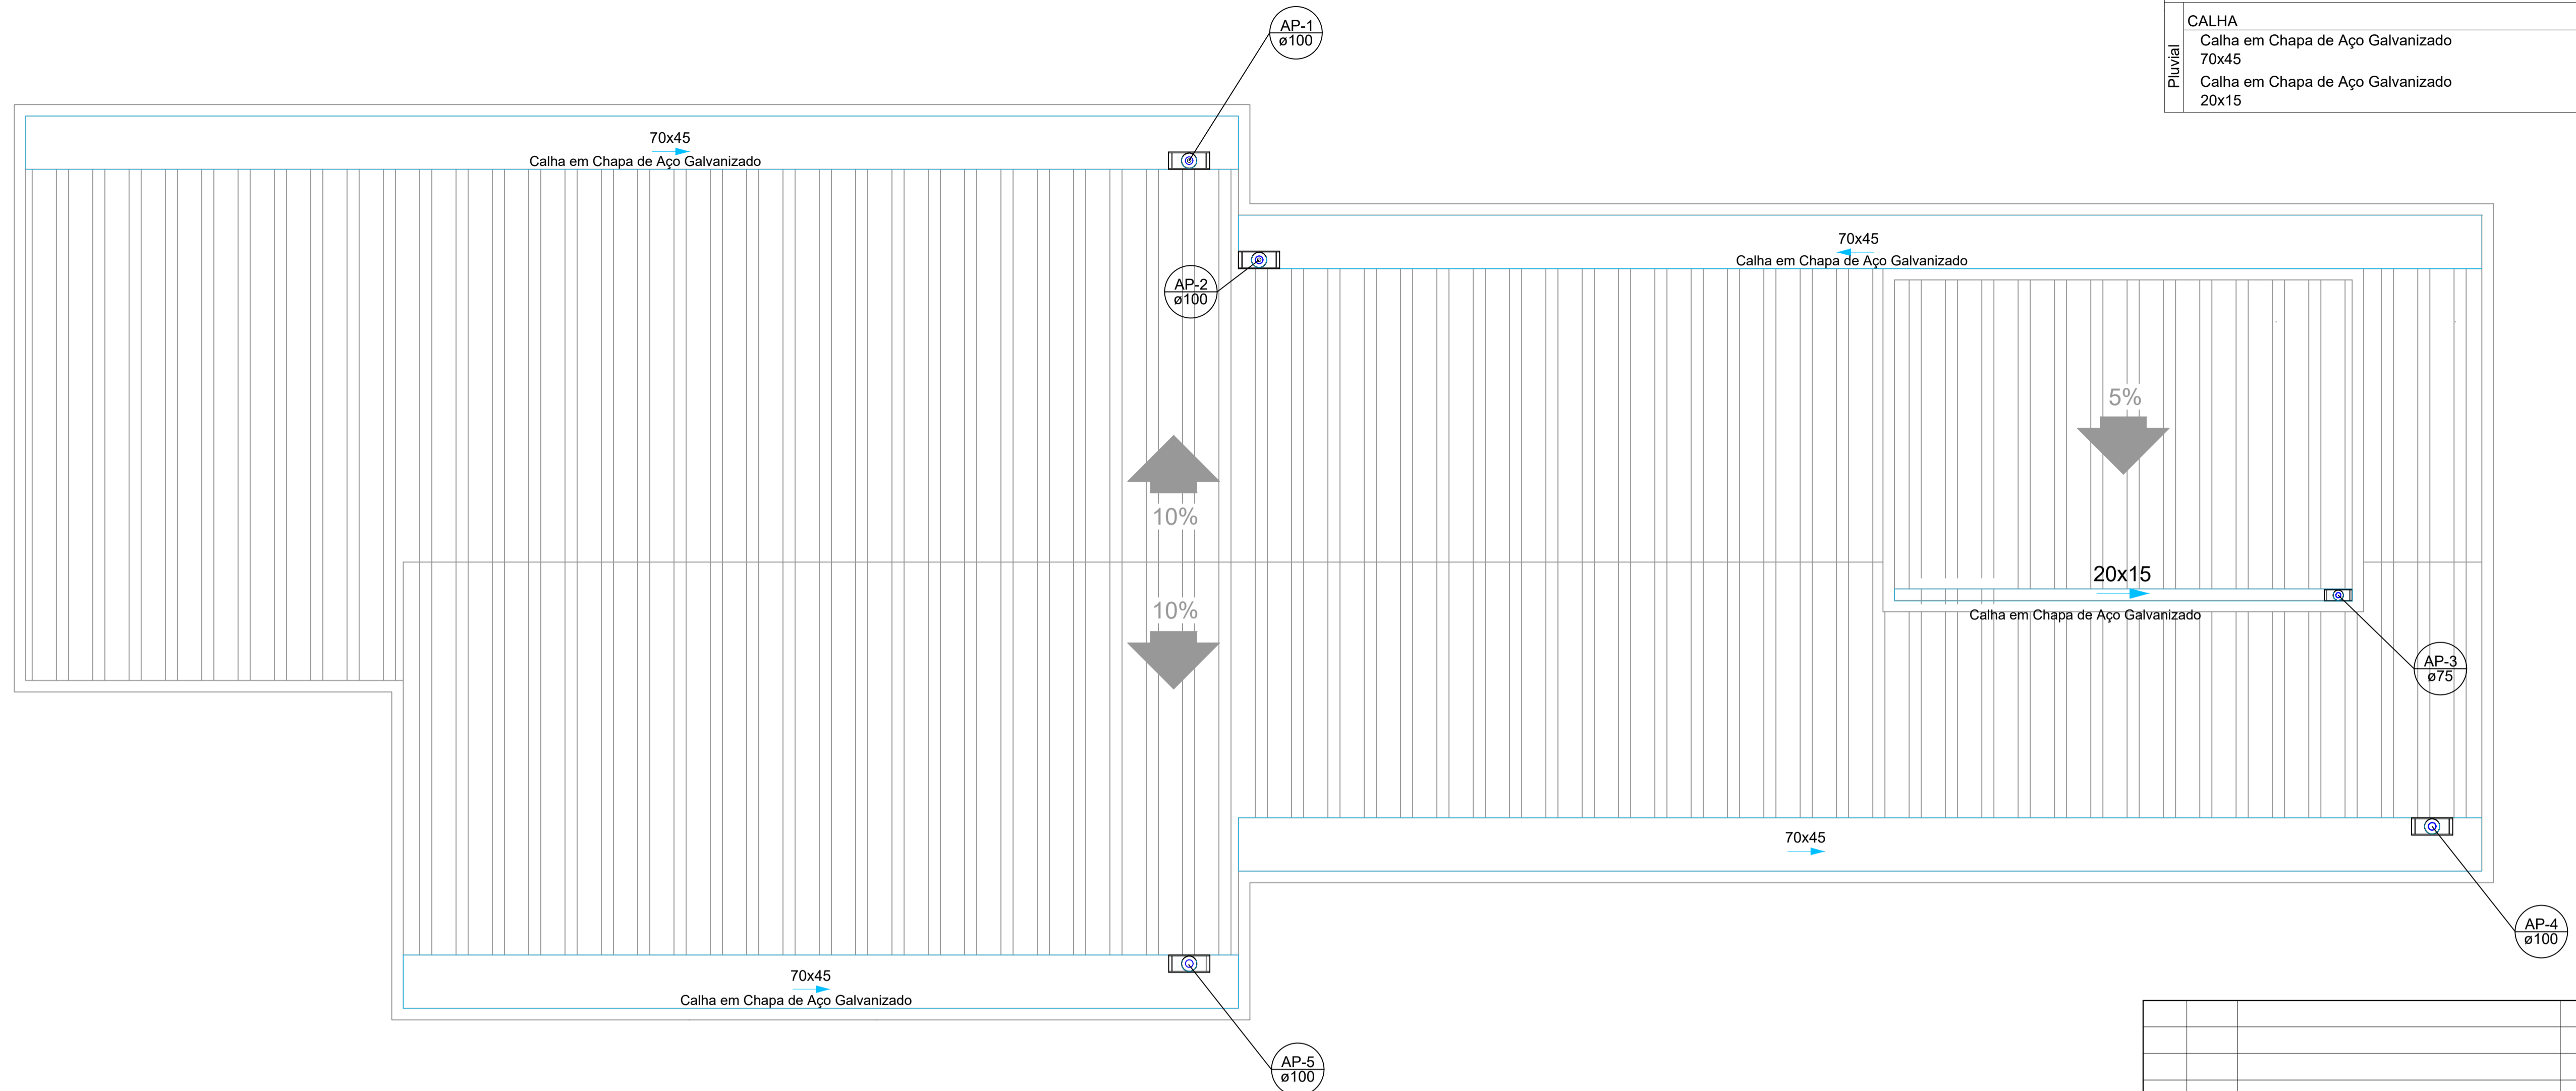 AP-1
ø100
CALHA
Calha em Chapa de Aço Galvanizado
70x45
Calha em Chapa de Aço Galvanizado
20x15
Pluvial
70x45
Calha em Chapa de Aço Galvanizado
70x45
Calha em Chapa de Aço Galvanizado
AP-2
ø100
5%
10%
10%
20x15
Calha em Chapa de Aço Galvanizado
AP-3
ø75
70x45
AP-4
ø100
70x45
Calha em Chapa de Aço Galvanizado
AP-5
ø100